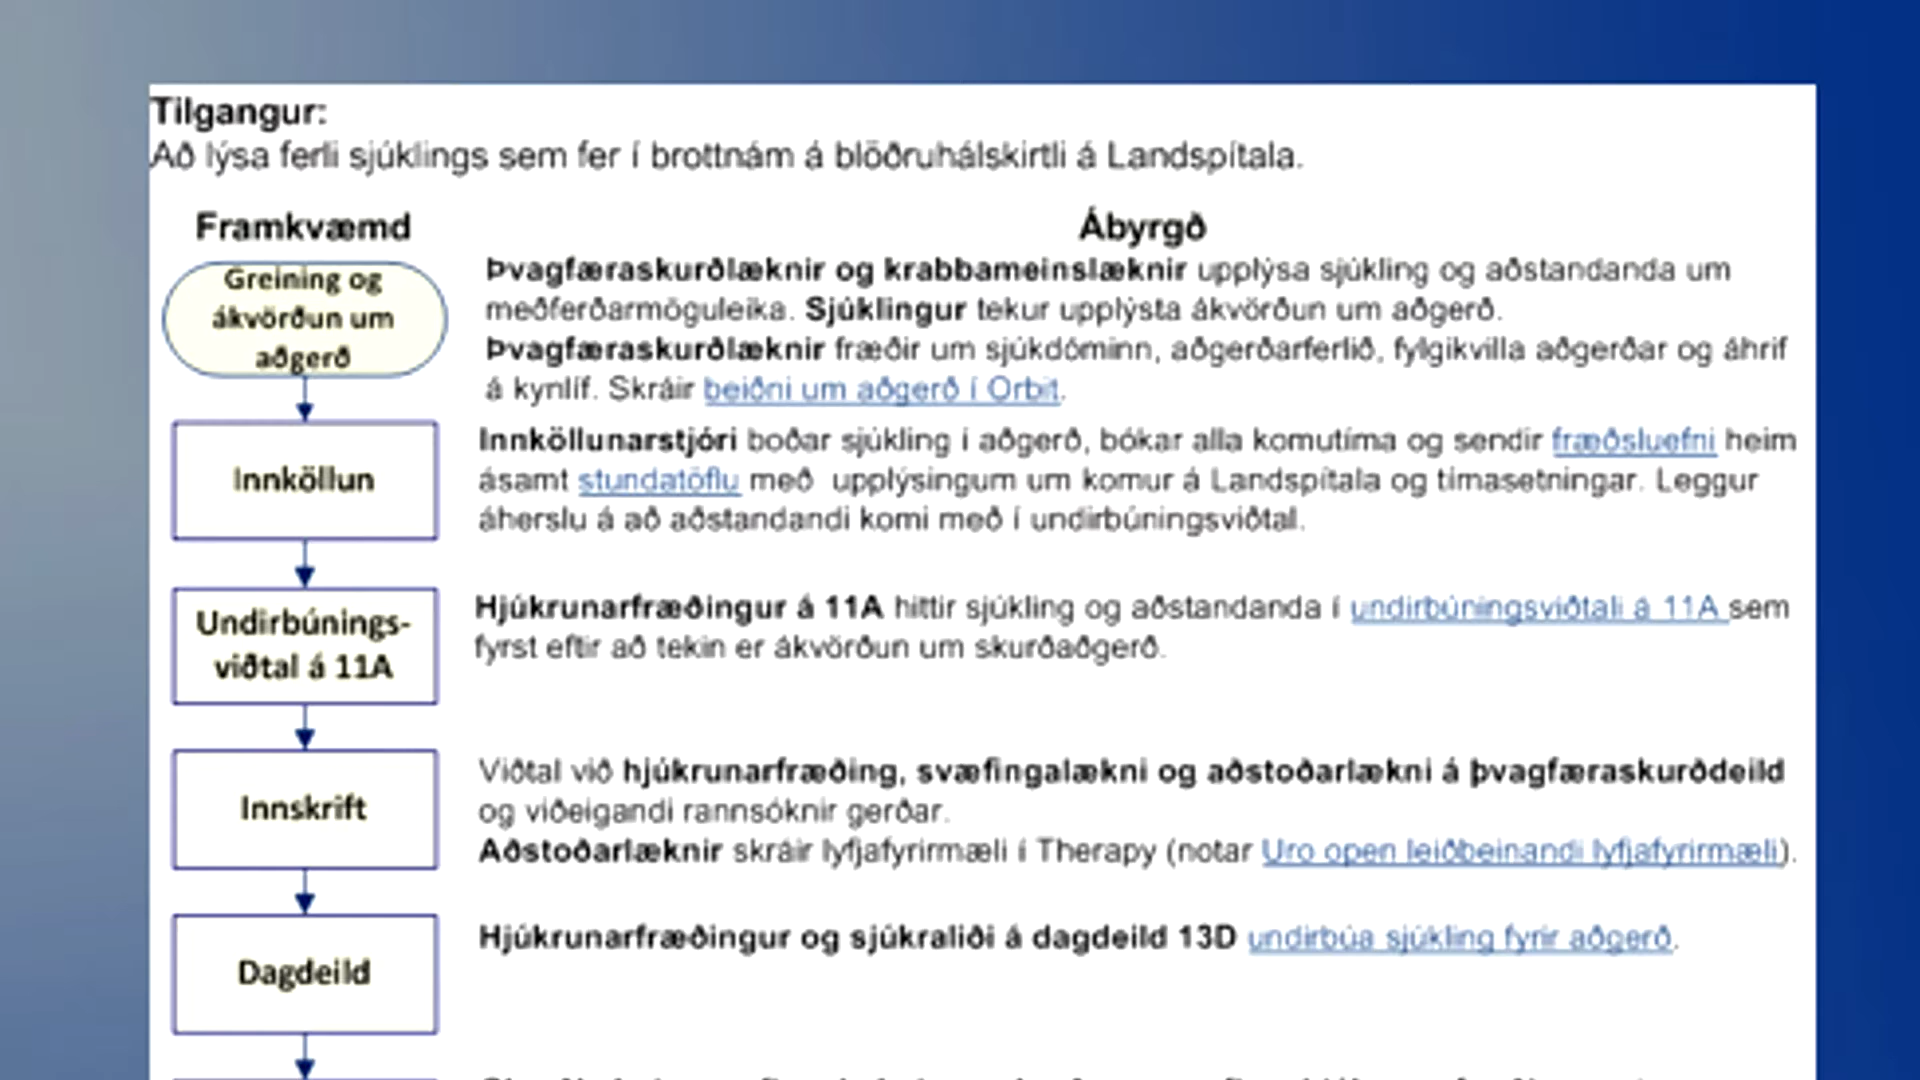 Tilgangur:
Að lýsa ferli sjúklings sem fer í brottnám á blöðruhálskirtli á Landspítala.
Framkvæmd
Ábyrgð
Greining og
ákvörðun um
aðgerð
Þvagfæraskurðlæknir og krabbameinslæknir upplýsa sjúkling og aðstandanda um
meðferðarmöguleika. Sjúklingur tekur upplýsta ákvörðun um aðgerð.
Þvagfæraskurðlæknir fræðir um sjúkdóminn, aðgerðarferlið, fylgikvilla aðgerðar og áhrif
á kynlíf. Skráir beiðni um aðgerð í Orbit.
Innköllun
Innköllunarstjóri boðar sjúkling í aðgerð, bókar alla komutíma og sendir fræðsluefni heim
ásamt stundatöflu með upplýsingum um komur á Landspítala og tímasetningar. Leggur
áherslu á að aðstandandi komi með í undirbúningsviðtal.
Undirbúnings-
viðtal á 11A
Hjúkrunarfræðingur á 11A hittir sjúkling og aðstandanda í undirbúningsviðtali á 11A sem
fyrst eftir að tekin er ákvörðun um skurðaðgerð.
Innskrift
Viðtal við hjúkrunarfræðing, svæfingalækni og aðstoðarlækni á þvagfæraskurðdeild
og viðeigandi rannsóknir gerðar.
Aðstoðarlæknir skráir lyfjafyrirmæli í Therapy (notar Uro open leiðbeinandi lyfjafyrirmæli).
Dagdeild
Hjúkrunarfræðingur og sjúkraliði á dagdeild 13D undirbúa sjúkling fyrir aðgerð.